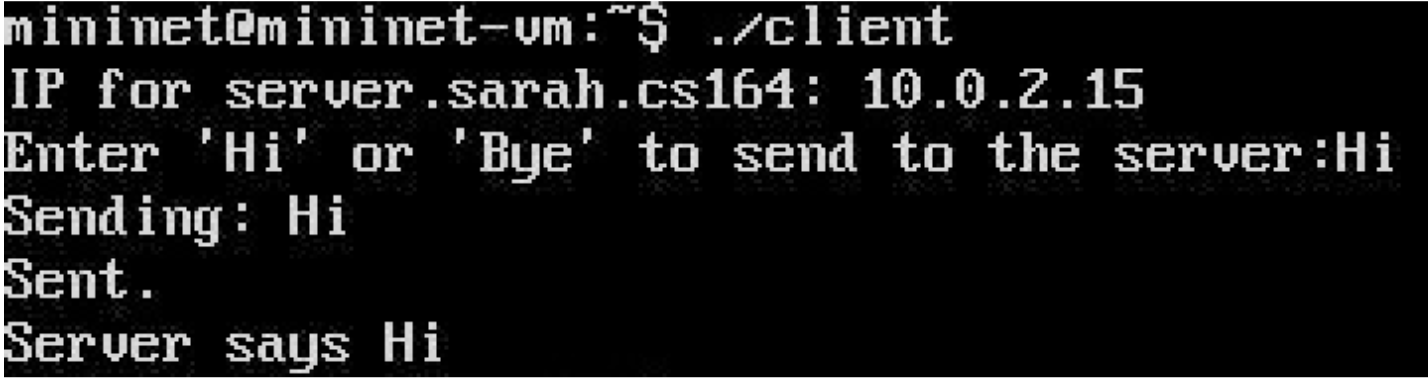 mininet@mininet-vm:~$ ./client
IP for server.sarah.cs164: 10.0.2.15
Enter 'Hi' or 'Bye' to send to the server:Hi
Sending: Hi
Sent.
Server says Hi